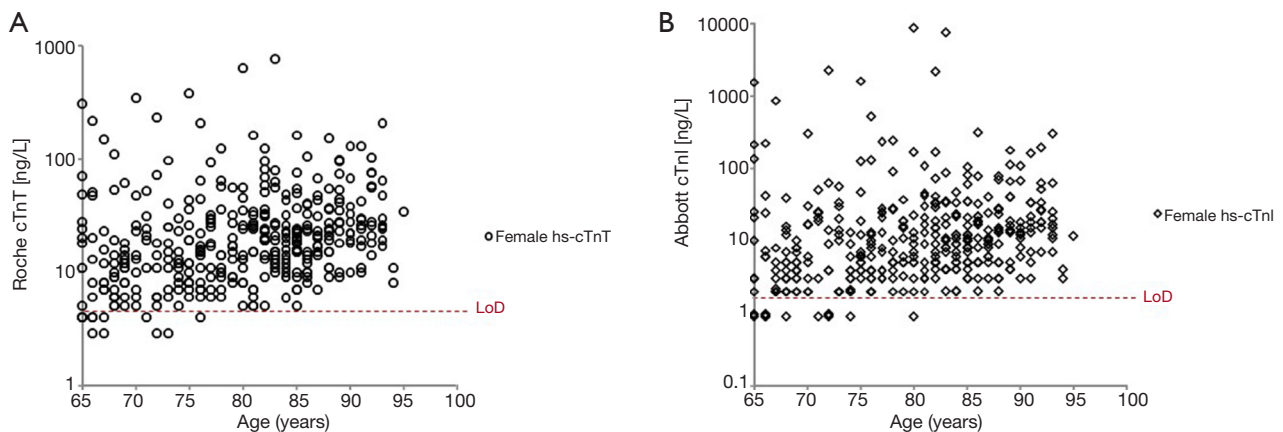 A
1000
100
10
1
Roche cTnT [ng/L]
65 70 75 80 85 90 95 100
Age (years)
Female hs-cTnT
LoD
B
10000
1000
100
10
1
0.1
Abbott cTnI [ng/L]
65 70 75 80 85 90 95 100
Age (years)
Female hs-cTnI
LoD